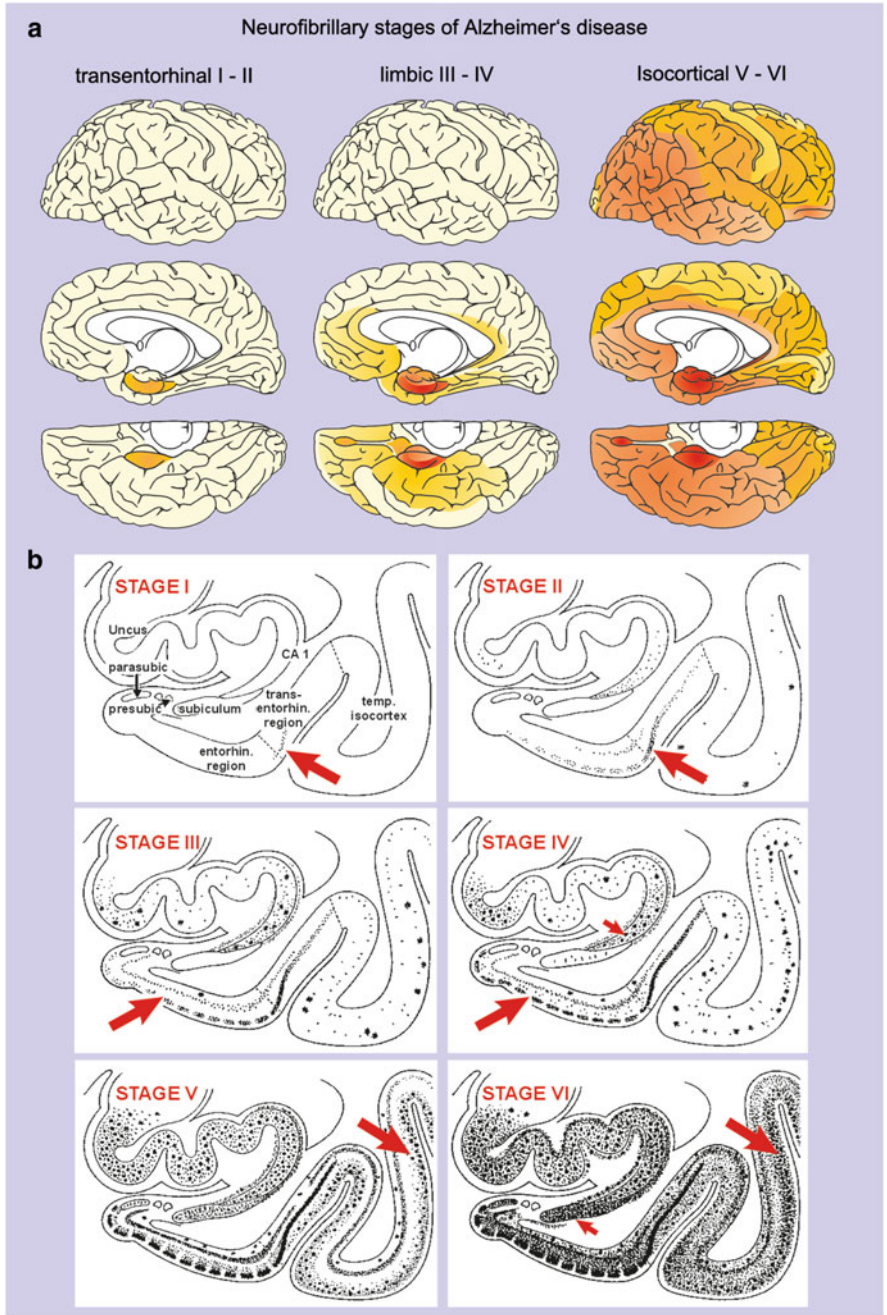 a
Neurofibrillary stages of Alzheimer's disease
transentorhinal I - II
limbic III - IV
Isocortical V - VI
b
STAGE I
Uncus
parasubic
presubic
subiculum
CA 1
trans-
entorhin.
region
temp.
isocortex
entorhin.
region
STAGE II
STAGE III
STAGE IV
STAGE V
STAGE VI